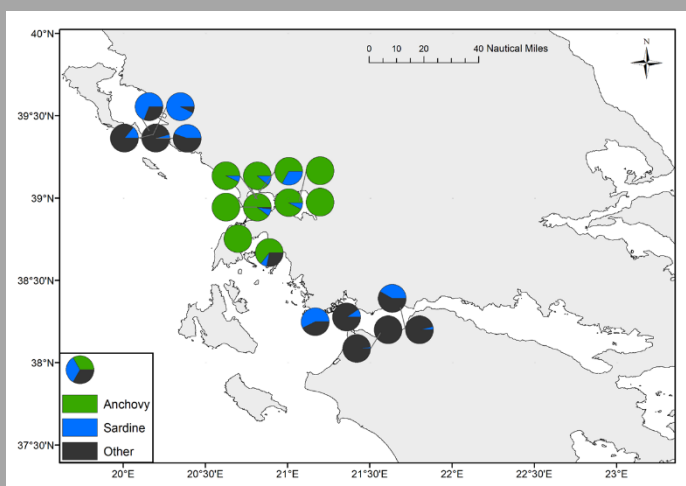 40°N
0 10 20 40 Nautical Miles
N
39°30'N
39°N
38°30'N
38°N
37°30'N
Anchovy
Sardine
Other
20°E 20°30'E 21°E 21°30'E 22°E 22°30'E 23°E